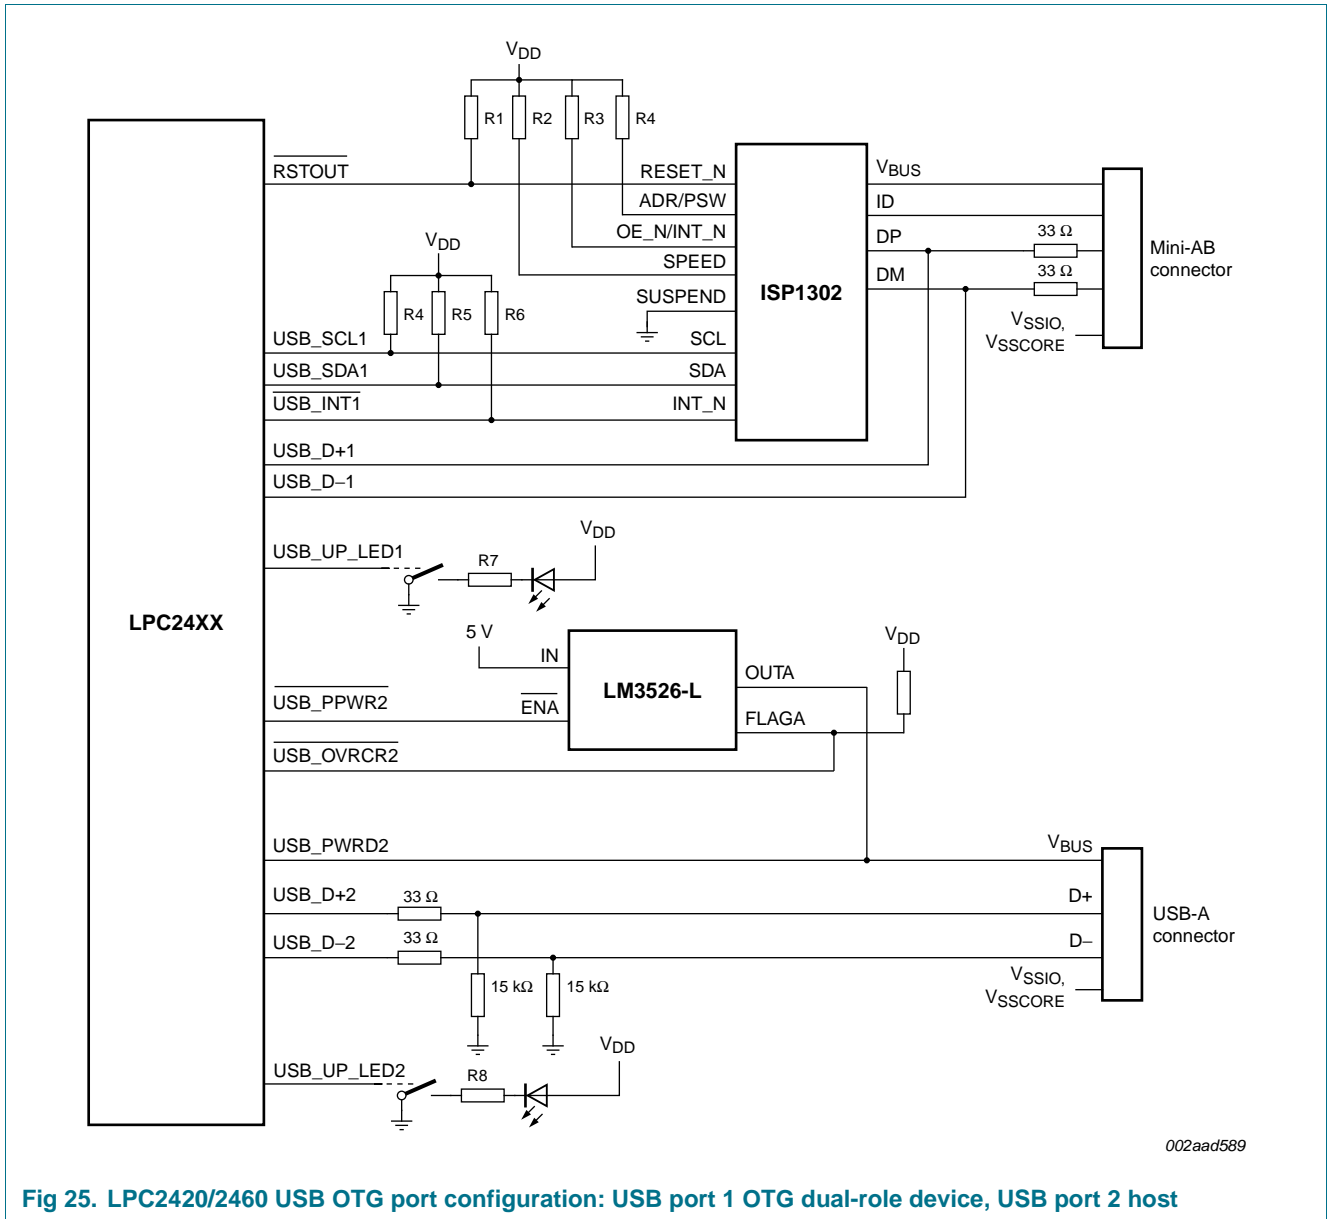 VDD
R1
R2
R3
R4
RSTOUT
RESET_N
ADR/PSW
OE_N/INT_N
SPEED
SUSPEND
ISP1302
VBUS
ID
DP
33 Ω
DM
33 Ω
Mini-AB
connector
VSSIO,
VSSCORE
VDD
R4
R5
R6
USB_SCL1
SCL
USB_SDA1
SDA
USB_INT1
INT_N
USB_D+1
USB_D−1
USB_UP_LED1
R7
VDD
LPC24XX
5 V
IN
LM3526-L
OUTA
VDD
USB_PPWR2
ENA
FLAGA
USB_OVRCR2
USB_PWRD2
VBUS
USB_D+2
33 Ω
D+
USB_D−2
33 Ω
D−
USB-A
connector
15 kΩ
15 kΩ
VSSIO,
VSSCORE
USB_UP_LED2
R8
VDD
002aad589
Fig 25. LPC2420/2460 USB OTG port configuration: USB port 1 OTG dual-role device, USB port 2 host